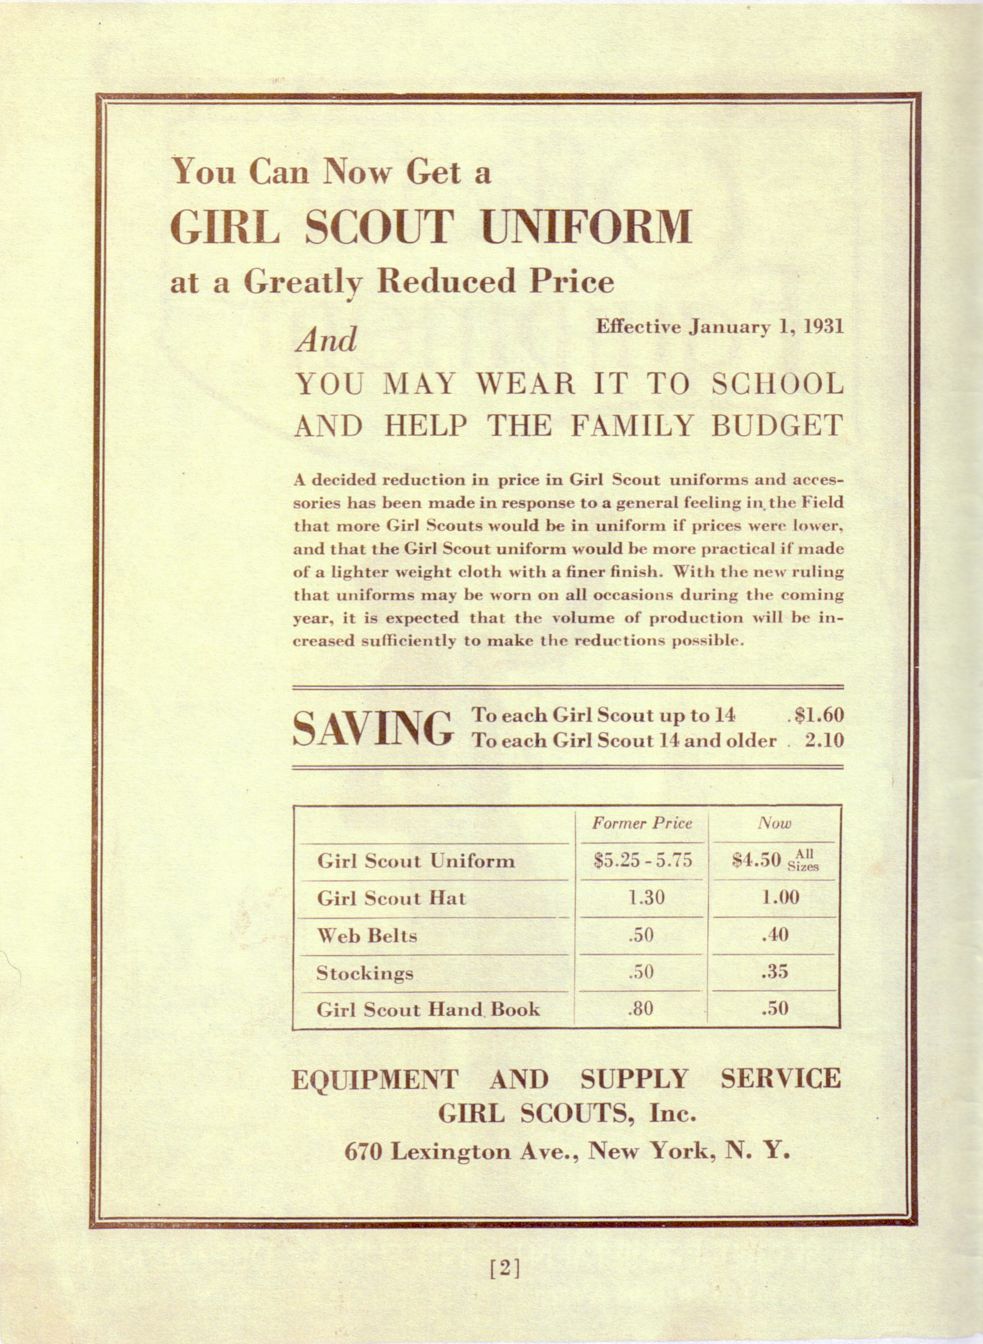 You Can Now Get a
GIRL SCOUT UNIFORM
at a Greatly Reduced Price
Effective January 1, 1931
And
YOU MAY WEAR IT TO SCHOOL
AND HELP THE FAMILY BUDGET
A decided reduction in price in Girl Scout uniforms and acces-
sories has been made in response to a general feeling in the Field
that more Girl Scouts would be in uniform if prices were lower,
and that the Girl Scout uniform would be more practical if made
of a lighter weight cloth with a finer finish. With the new ruling
that uniforms may be worn on all occasions during the coming
year, it is expected that the volume of production will be in-
creased sufficiently to make the reductions possible.
SAVING To each Girl Scout up to 14 . $1.60
To each Girl Scout 14 and older . 2.10
Former Price Now
Girl Scout Uniform $5.25 - 5.75 $4.50 All Sizes
Girl Scout Hat 1.30 1.00
Web Belts .50 .40
Stockings .50 .35
Girl Scout Hand Book .80 .50
EQUIPMENT AND SUPPLY SERVICE
GIRL SCOUTS, Inc.
670 Lexington Ave., New York, N. Y.
[2]